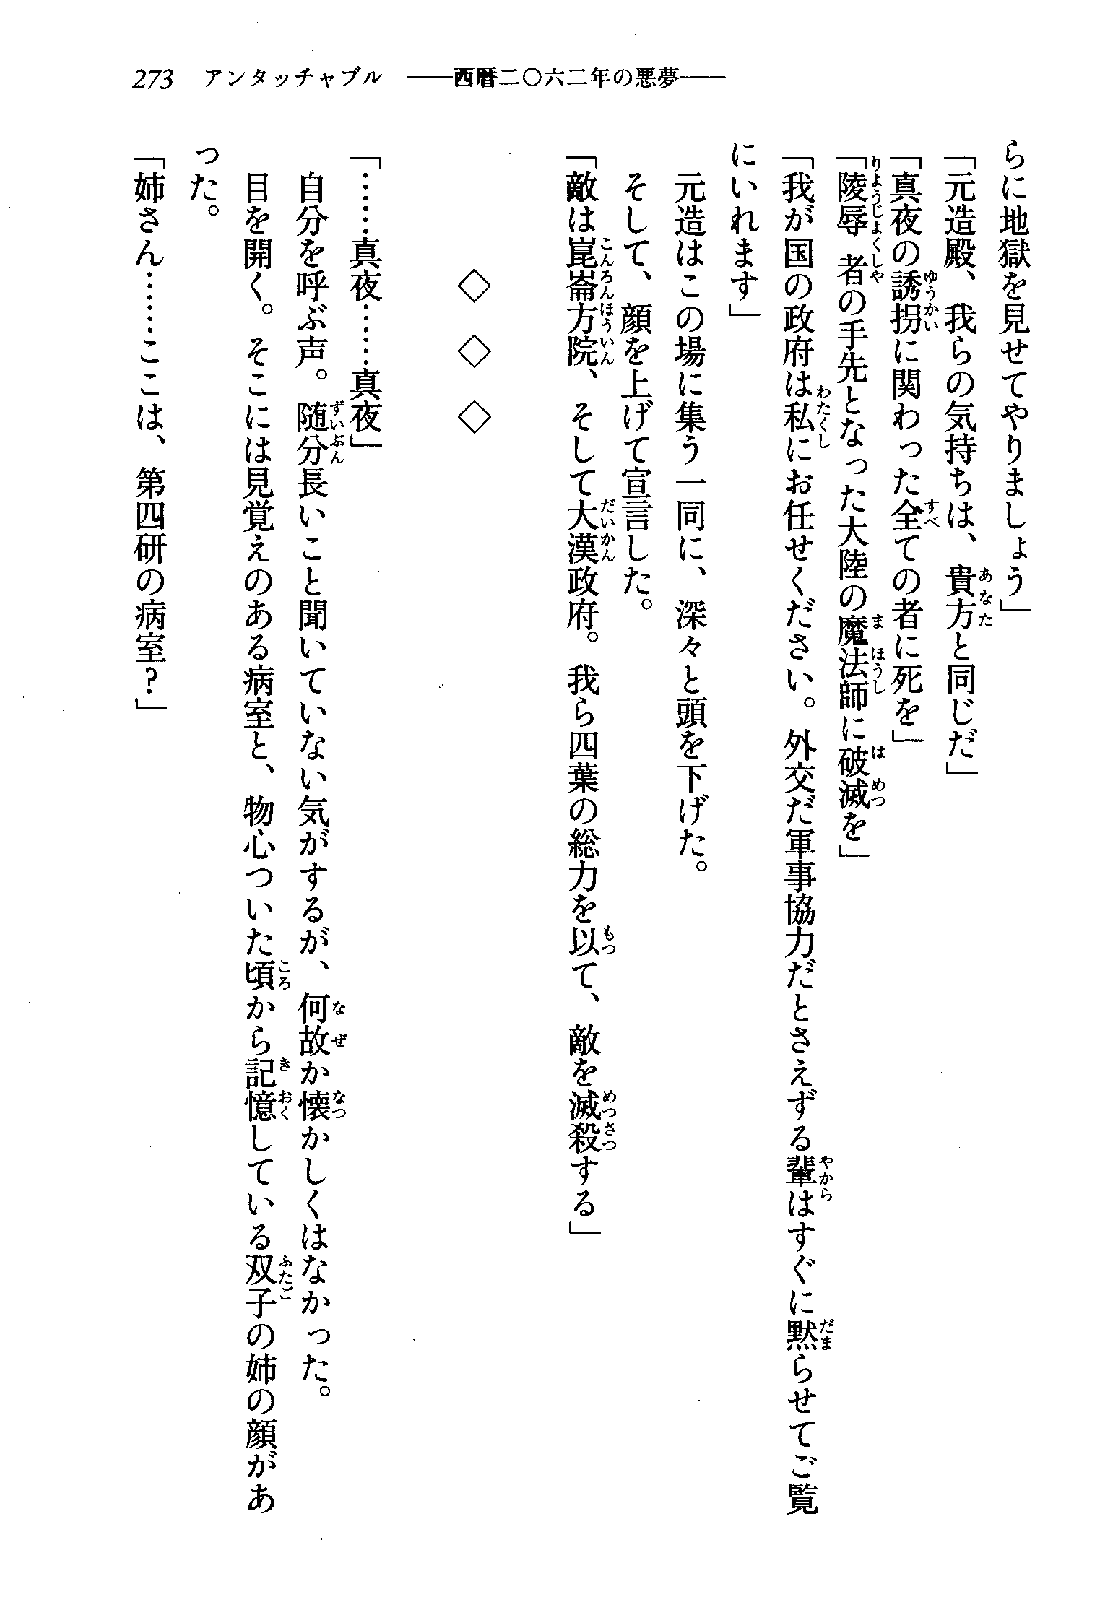 273 アンタッチャブル ──西暦二〇六二年の悪夢──
らに地獄を見せてやりましょう」
「元造殿、我らの気持ちは、貴方と同じだ」
「真夜の誘拐に関わった全ての者に死を」
「陵辱者の手先となった大陸の魔法師に破滅を」
「我が国の政府は私にお任せください。外交だ軍事協力だとさえずる輩はすぐに黙らせてご覧
にいれます」
元造はこの場に集う一同に、深々と頭を下げた。
そして、顔を上げて宣言した。
「敵は崑崙方院、そして大漢政府。我ら四葉の総力を以て、敵を滅殺する」
◇ ◇ ◇
「……真夜……真夜」
自分を呼ぶ声。随分長いこと聞いていない気がするが、何故か懐かしくはなかった。
目を開く。そこには見覚えのある病室と、物心ついた頃から記憶している双子の姉の顔があ
った。
「姉さん……ここは、第四研の病室?」